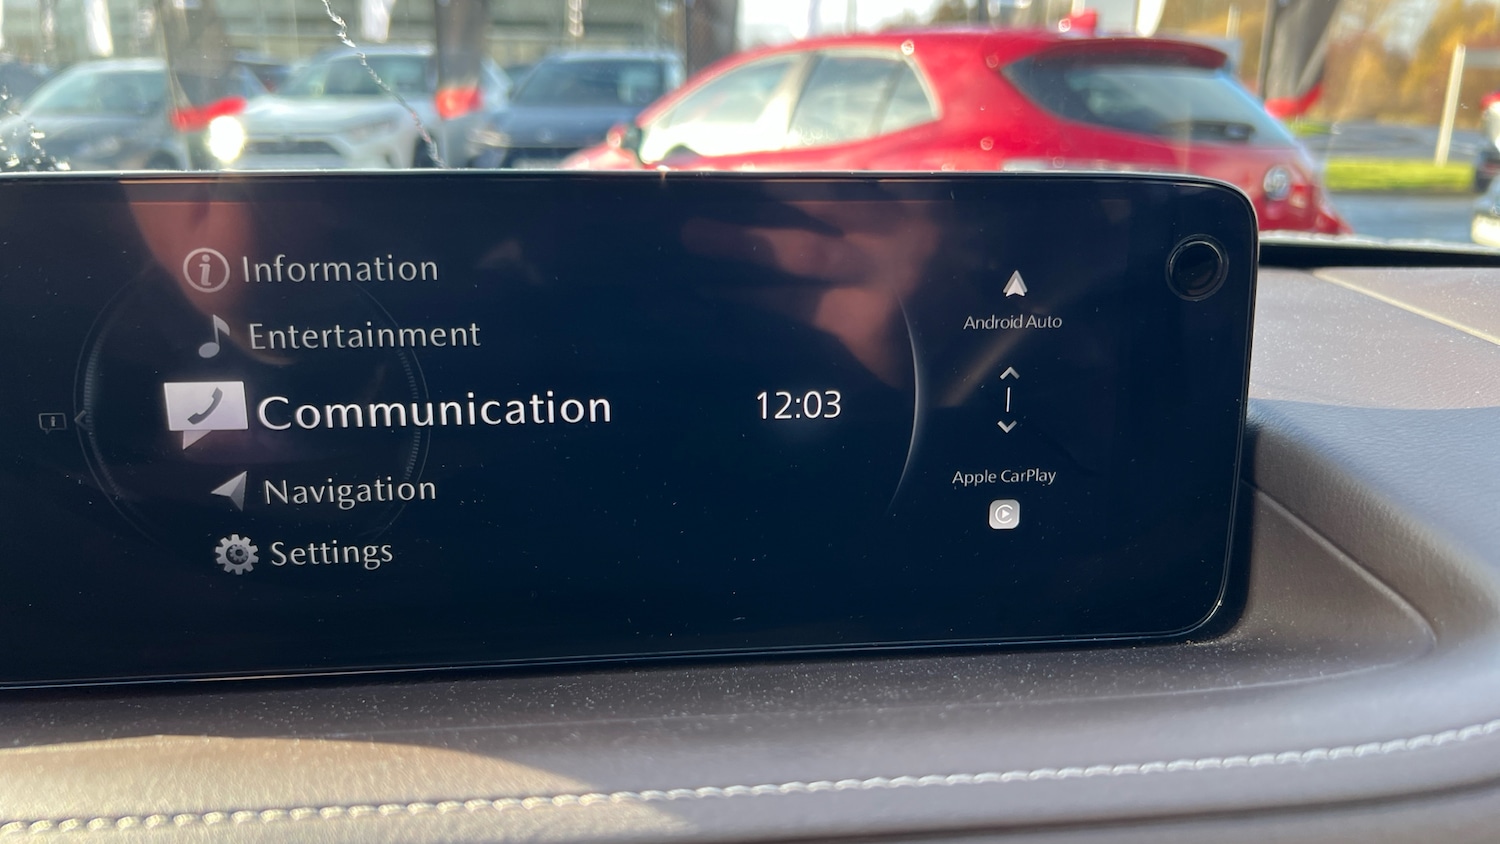 Information
Entertainment
Communication
12:03
Navigation
Settings
Android Auto
Apple CarPlay